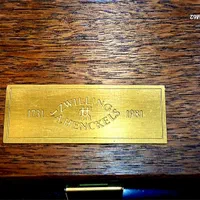 ZWILLING
1731 1981
J.A. HENCKELS